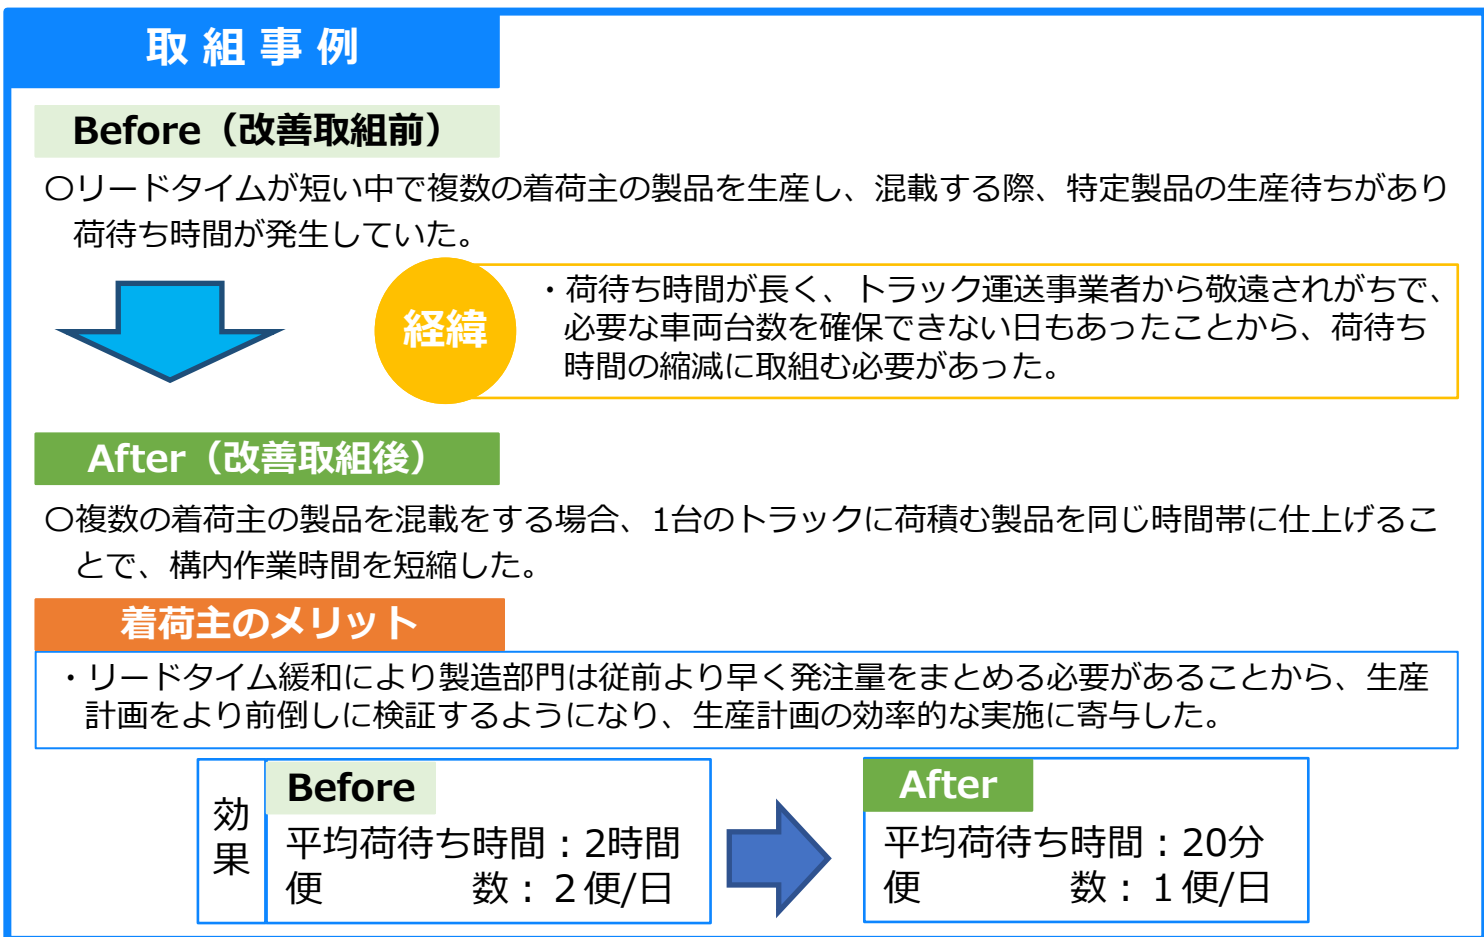 取組事例
Before（改善取組前）
○リードタイムが短い中で複数の着荷主の製品を生産し、混載する際、特定製品の生産待ちがあり
荷待ち時間が発生していた。
経緯
・荷待ち時間が長く、トラック運送事業者から敬遠されがちで、
必要な車両台数を確保できない日もあったことから、荷待ち
時間の縮減に取組む必要があった。
After（改善取組後）
○複数の着荷主の製品を混載をする場合、1台のトラックに荷積む製品を同じ時間帯に仕上げるこ
とで、構内作業時間を短縮した。
着荷主のメリット
・リードタイム緩和により製造部門は従前より早く発注量をまとめる必要があることから、生産
計画をより前倒しに検証するようになり、生産計画の効率的な実施に寄与した。
効果
Before
平均荷待ち時間：2時間
便　　　　数：２便/日
After
平均荷待ち時間：20分
便　　　　数：１便/日